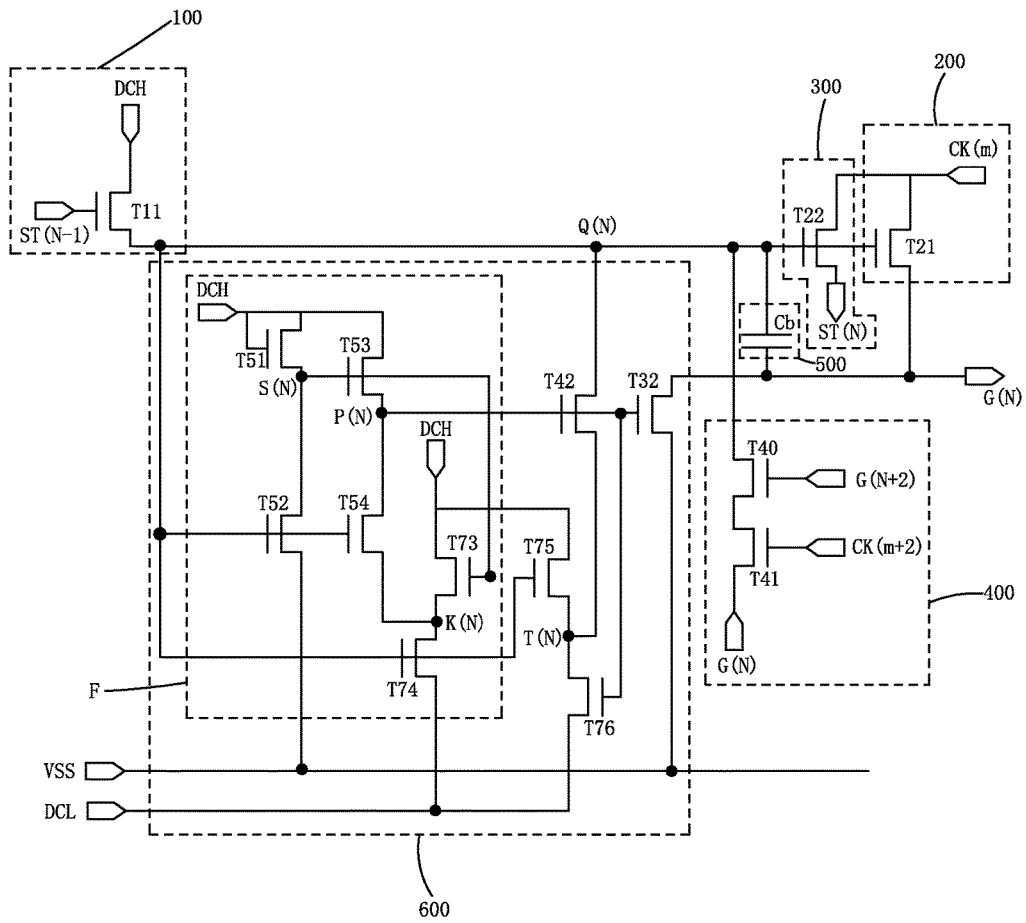 100
DCH
300
200
CK(m)
T11
ST(N-1)
Q(N)
T22
T21
DCH
T51
T53
S(N)
P(N)
Cb
ST(N)
500
T42
T32
G(N)
DCH
T40
G(N+2)
T52
T54
T73
T75
CK(m+2)
T41
400
K(N)
T(N)
G(N)
F
T74
T76
VSS
DCL
600